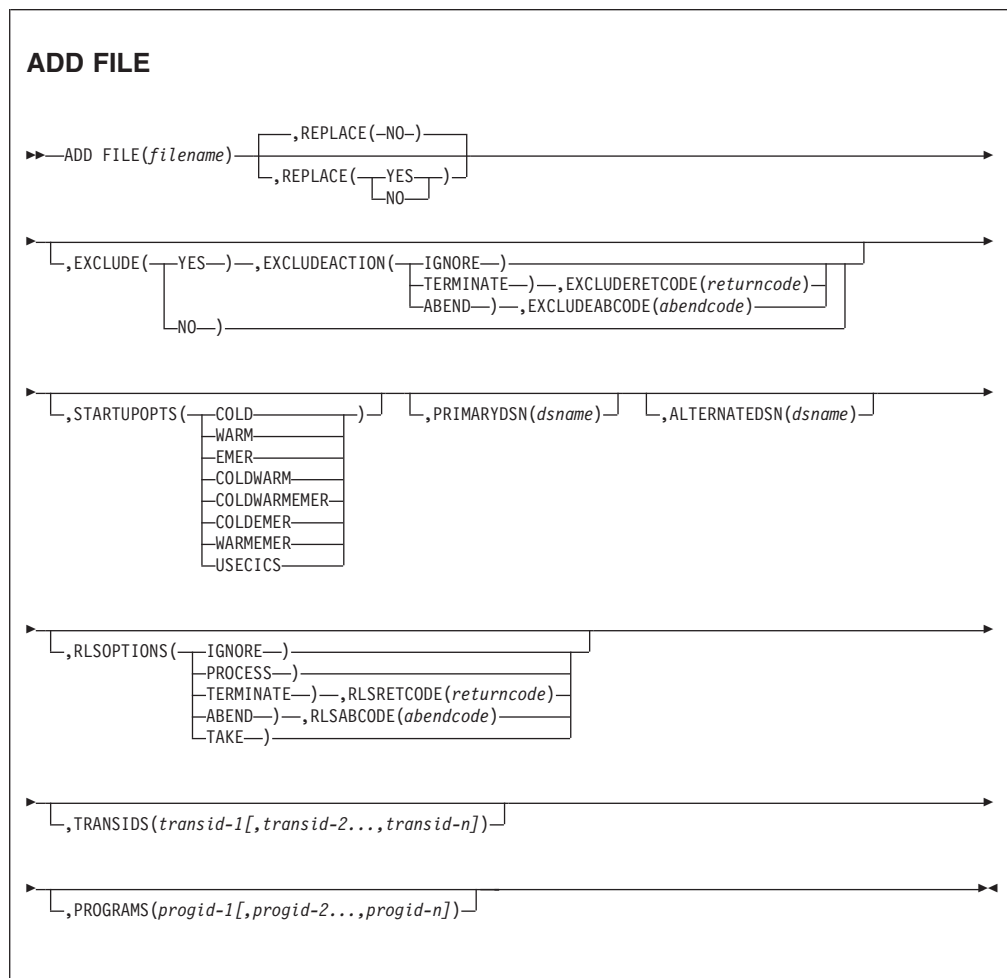 ADD FILE
,REPLACE(NO)
ADD FILE(filename)
,REPLACE(YES)
NO
,EXCLUDE(YES),EXCLUDEACTION(IGNORE)
TERMINATE),EXCLUDERETCODE(returncode)
ABEND),EXCLUDEABCODE(abendcode)
NO)
,STARTUPOPTS(COLD) ,PRIMARYDSN(dsname) ,ALTERNATEDSN(dsname)
WARM
EMER
COLDWARM
COLDWARMEMER
COLDEMER
WARMEMER
USECICS
,RLSOPTIONS(IGNORE)
PROCESS)
TERMINATE),RLSRETCODE(returncode)
ABEND),RLSABCODE(abendcode)
TAKE)
,TRANSIDS(transid-1[,transid-2...,transid-n])
,PROGRAMS(progid-1[,progid-2...,progid-n])